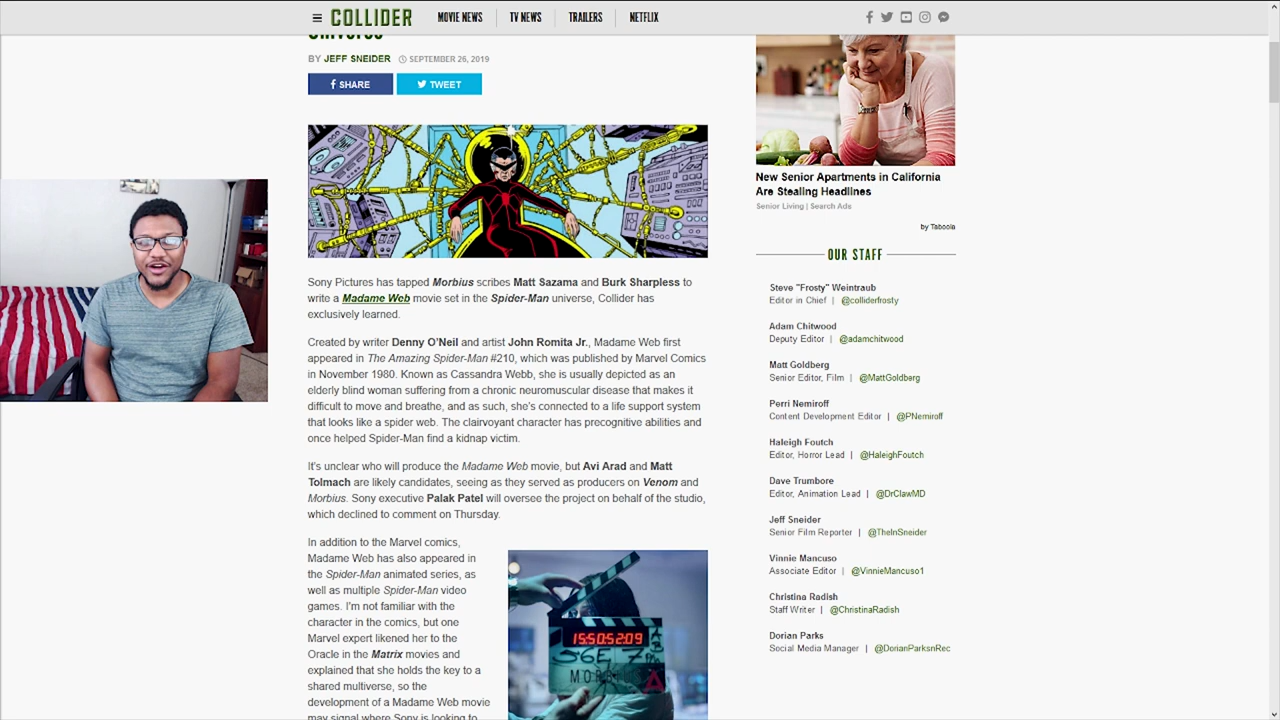 COLLIDER
MOVIE NEWS
TV NEWS
TRAILERS
NETFLIX
Universe
BY JEFF SNEIDER SEPTEMBER 26, 2019
SHARE
TWEET
Sony Pictures has tapped Morbius scribes Matt Sazama and Burk Sharpless to
write a Madame Web movie set in the Spider-Man universe, Collider has
exclusively learned.
Created by writer Denny O'Neil and artist John Romita Jr., Madame Web first
appeared in The Amazing Spider-Man #210, which was published by Marvel Comics
in November 1980. Known as Cassandra Webb, she is usually depicted as an
elderly blind woman suffering from a chronic neuromuscular disease that makes it
difficult to move and breathe, and as such, she's connected to a life support system
that looks like a spider web. The clairvoyant character has precognitive abilities and
once helped Spider-Man find a kidnap victim.
It's unclear who will produce the Madame Web movie, but Avi Arad and Matt
Tolmach are likely candidates, seeing as they served as producers on Venom and
Morbius. Sony executive Palak Patel will oversee the project on behalf of the studio,
which declined to comment on Thursday.
In addition to the Marvel comics,
Madame Web has also appeared in
the Spider-Man animated series, as
well as multiple Spider-Man video
games. I'm not familiar with the
character in the comics, but one
Marvel expert likened her to the
Oracle in the Matrix movies and
explained that she holds the key to a
shared multiverse, so the
development of a Madame Web movie
may signal where Sony is looking to
15:50:52:09
MORBIUS
New Senior Apartments in California
Are Stealing Headlines
Senior Living | Search Ads
by Taboola
OUR STAFF
Steve "Frosty" Weintraub
Editor in Chief | @colliderfrosty
Adam Chitwood
Deputy Editor | @adamchitwood
Matt Goldberg
Senior Editor, Film | @MattGoldberg
Perri Nemiroff
Content Development Editor | @PNemiroff
Haleigh Foutch
Editor, Horror Lead | @HaleighFoutch
Dave Trumbore
Editor, Animation Lead | @DrClawMD
Jeff Sneider
Senior Film Reporter | @TheInSneider
Vinnie Mancuso
Associate Editor | @VinnieMancuso1
Christina Radish
Staff Writer | @ChristinaRadish
Dorian Parks
Social Media Manager | @DorianParksnRec